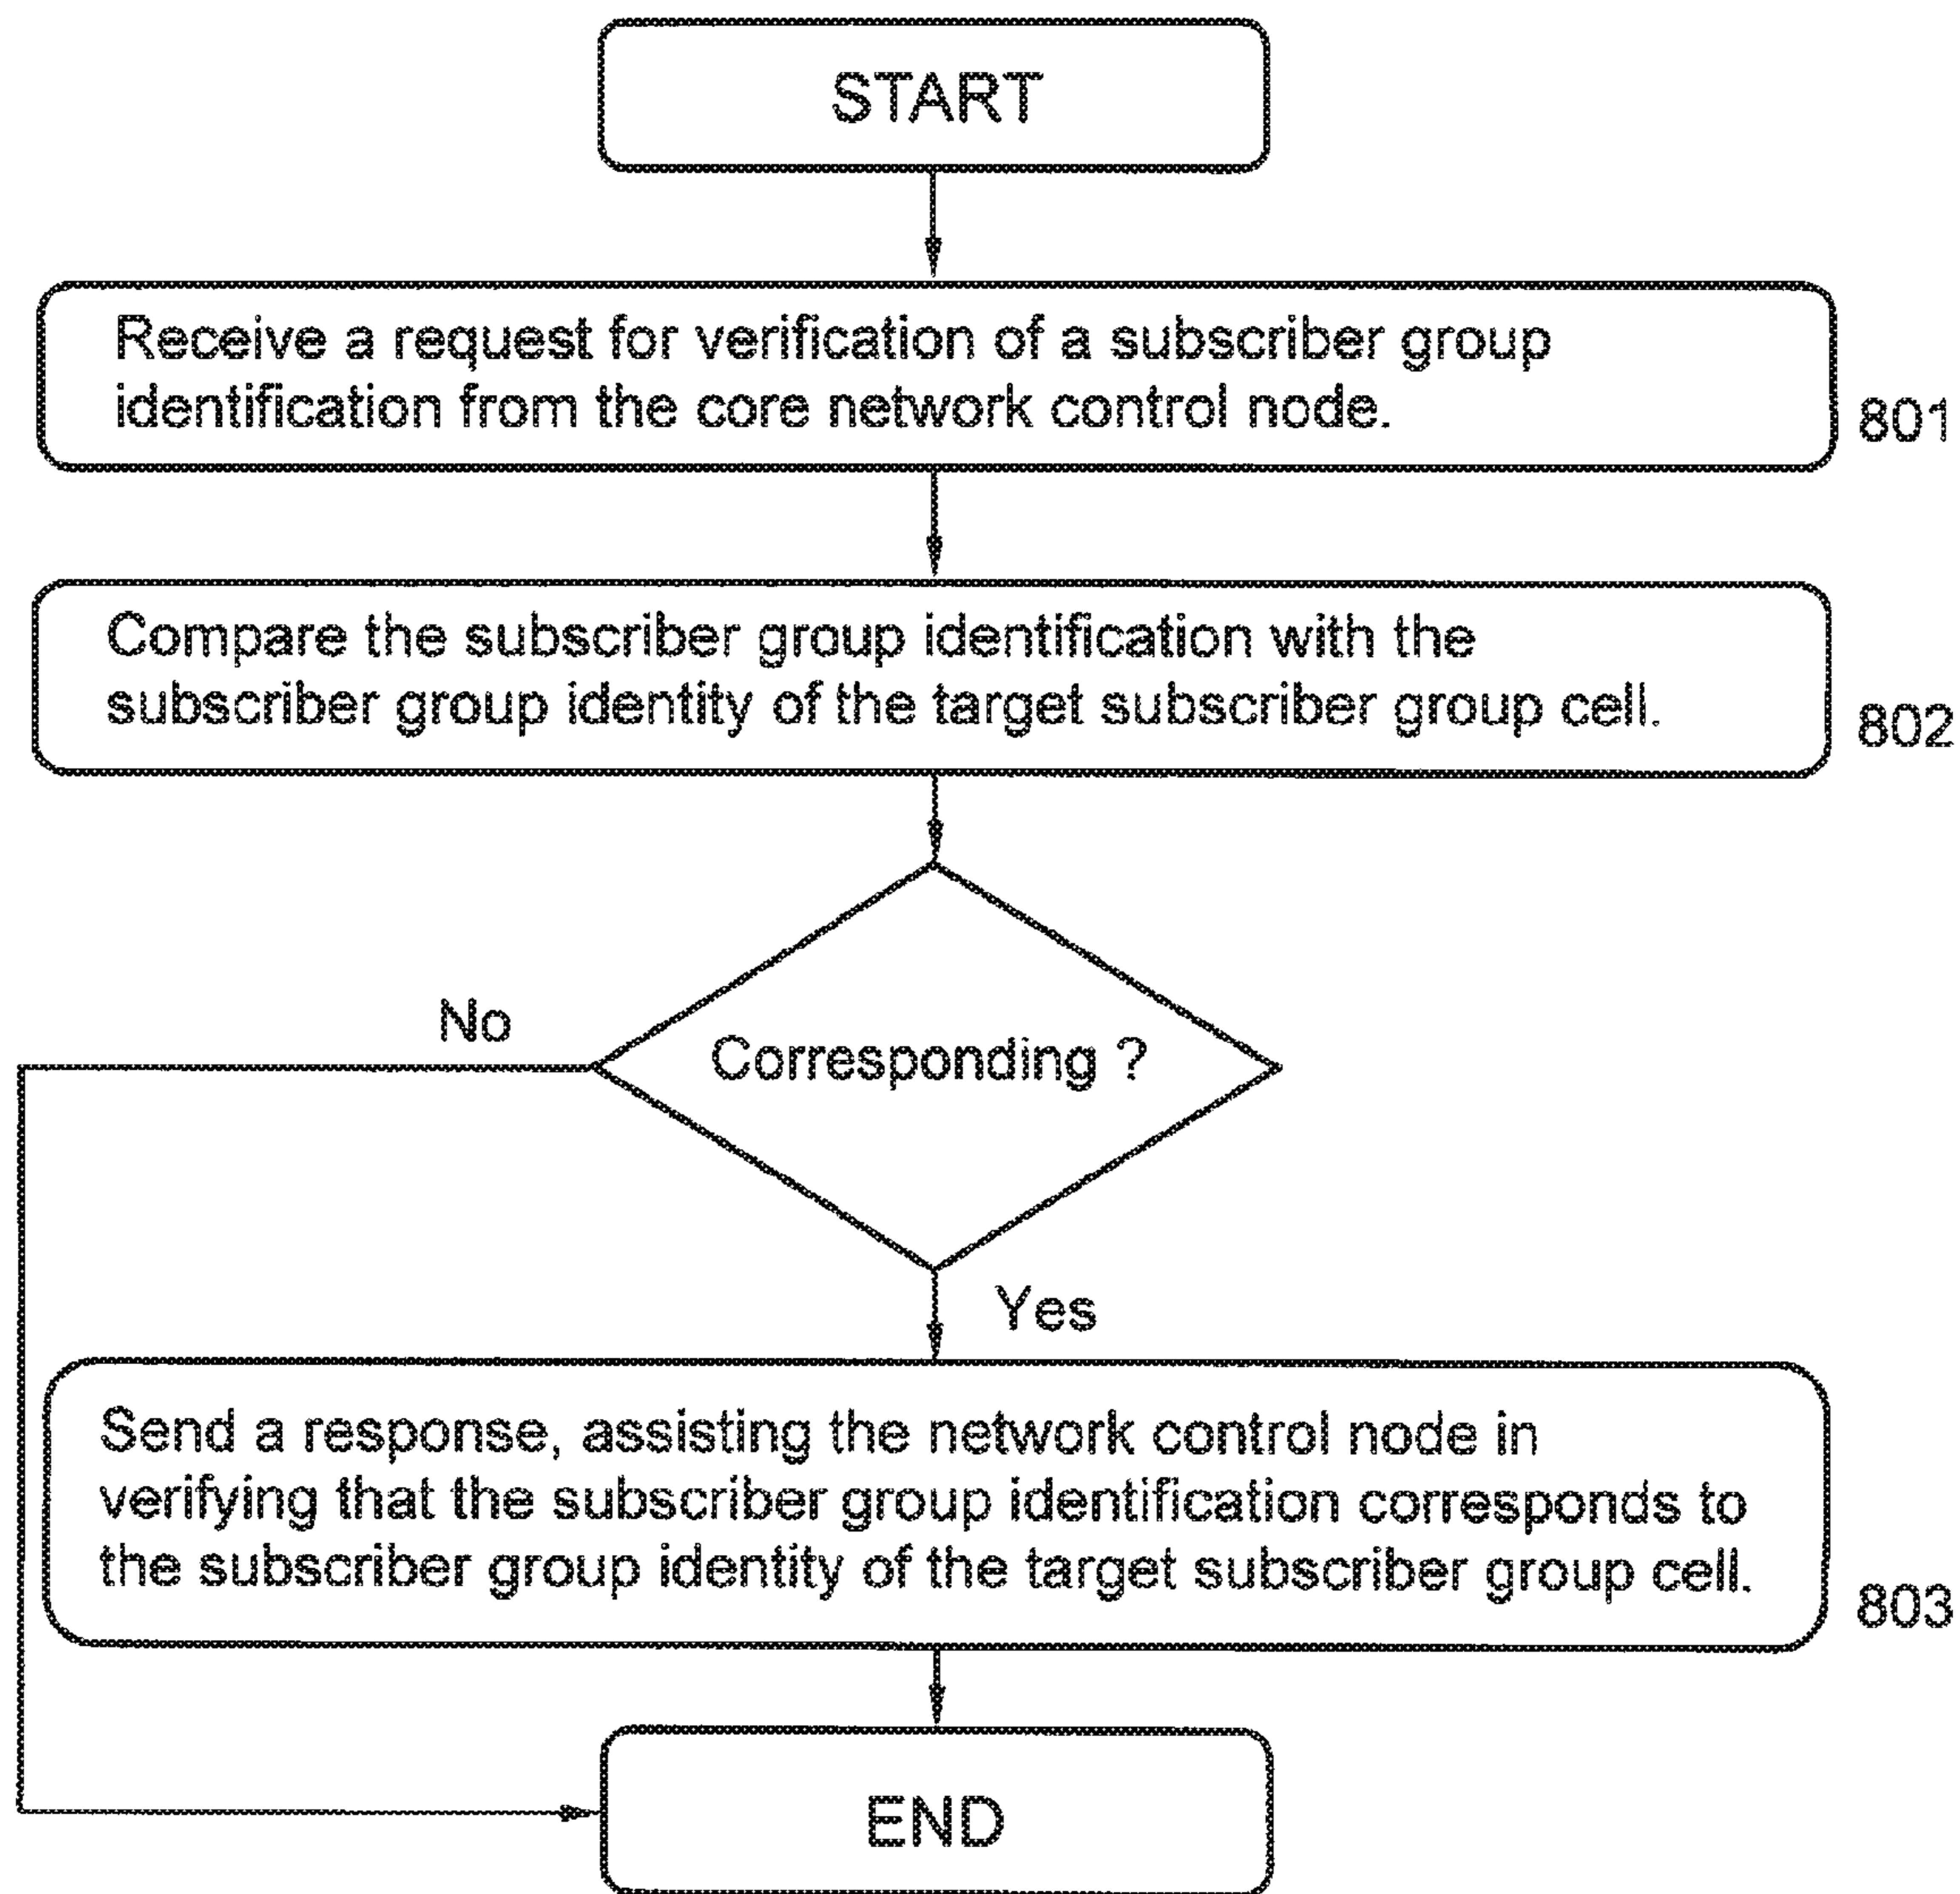 START
Receive a request for verification of a subscriber group
identification from the core network control node.
801
Compare the subscriber group identification with the
subscriber group identity of the target subscriber group cell.
802
No
Corresponding ?
Yes
Send a response, assisting the network control node in
verifying that the subscriber group identification corresponds to
the subscriber group identity of the target subscriber group cell.
803
END